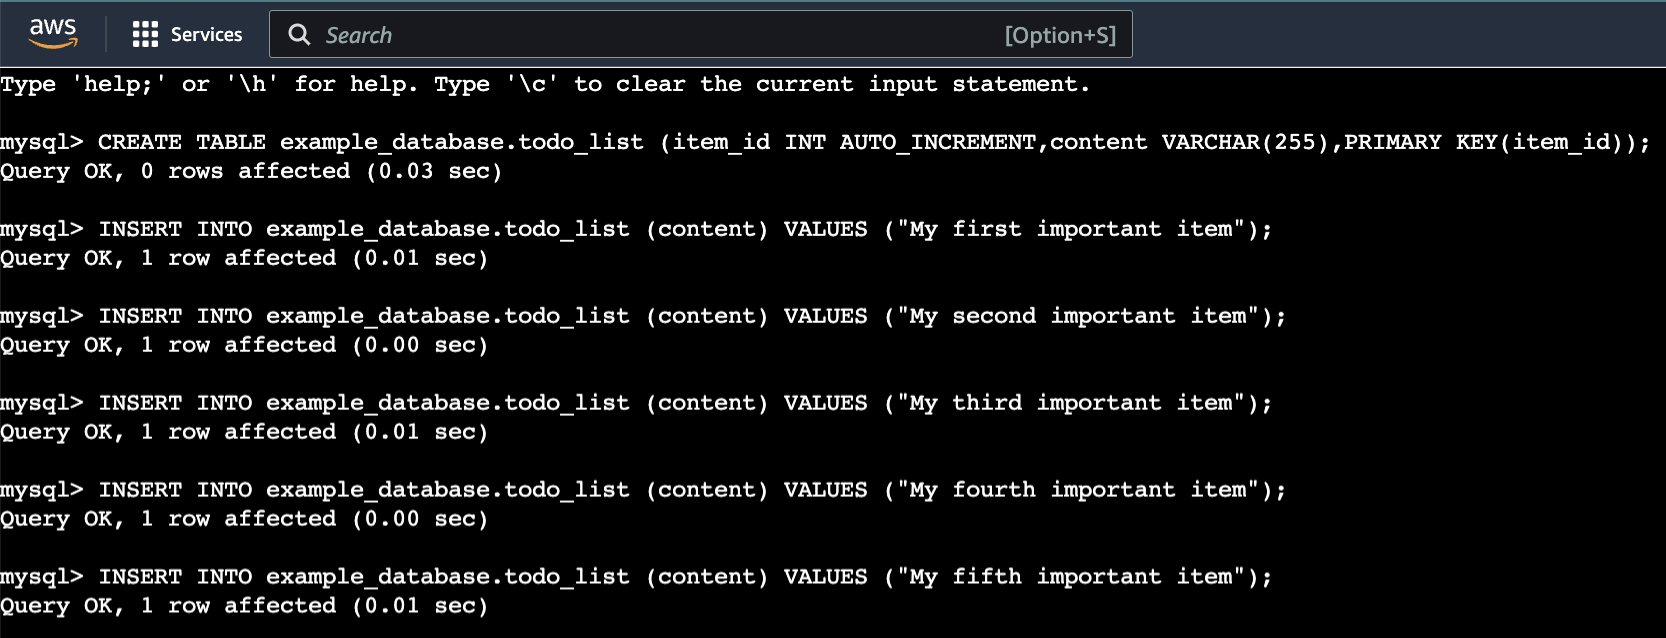 aws Services Search [Option+S]
Type 'help;' or '\h' for help. Type '\c' to clear the current input statement.
mysql> CREATE TABLE example_database.todo_list (item_id INT AUTO_INCREMENT,content VARCHAR(255),PRIMARY KEY(item_id));
Query OK, 0 rows affected (0.03 sec)
mysql> INSERT INTO example_database.todo_list (content) VALUES ("My first important item");
Query OK, 1 row affected (0.01 sec)
mysql> INSERT INTO example_database.todo_list (content) VALUES ("My second important item");
Query OK, 1 row affected (0.00 sec)
mysql> INSERT INTO example_database.todo_list (content) VALUES ("My third important item");
Query OK, 1 row affected (0.01 sec)
mysql> INSERT INTO example_database.todo_list (content) VALUES ("My fourth important item");
Query OK, 1 row affected (0.00 sec)
mysql> INSERT INTO example_database.todo_list (content) VALUES ("My fifth important item");
Query OK, 1 row affected (0.01 sec)